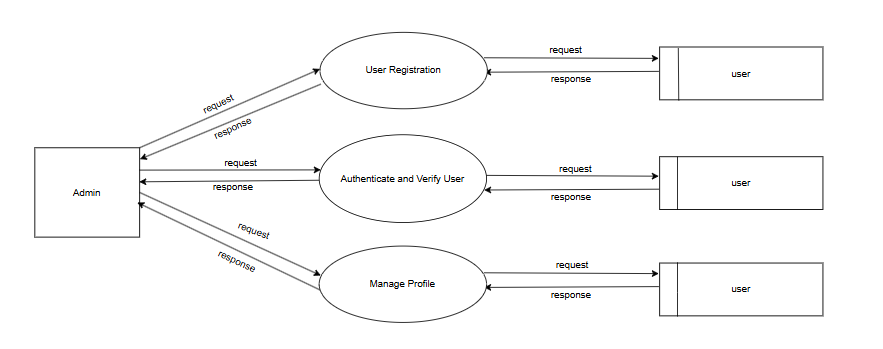 request
User Registration
user
response
request
response
request
request
Admin
response
Authenticate and Verify User
response
user
request
response
request
Manage Profile
response
user